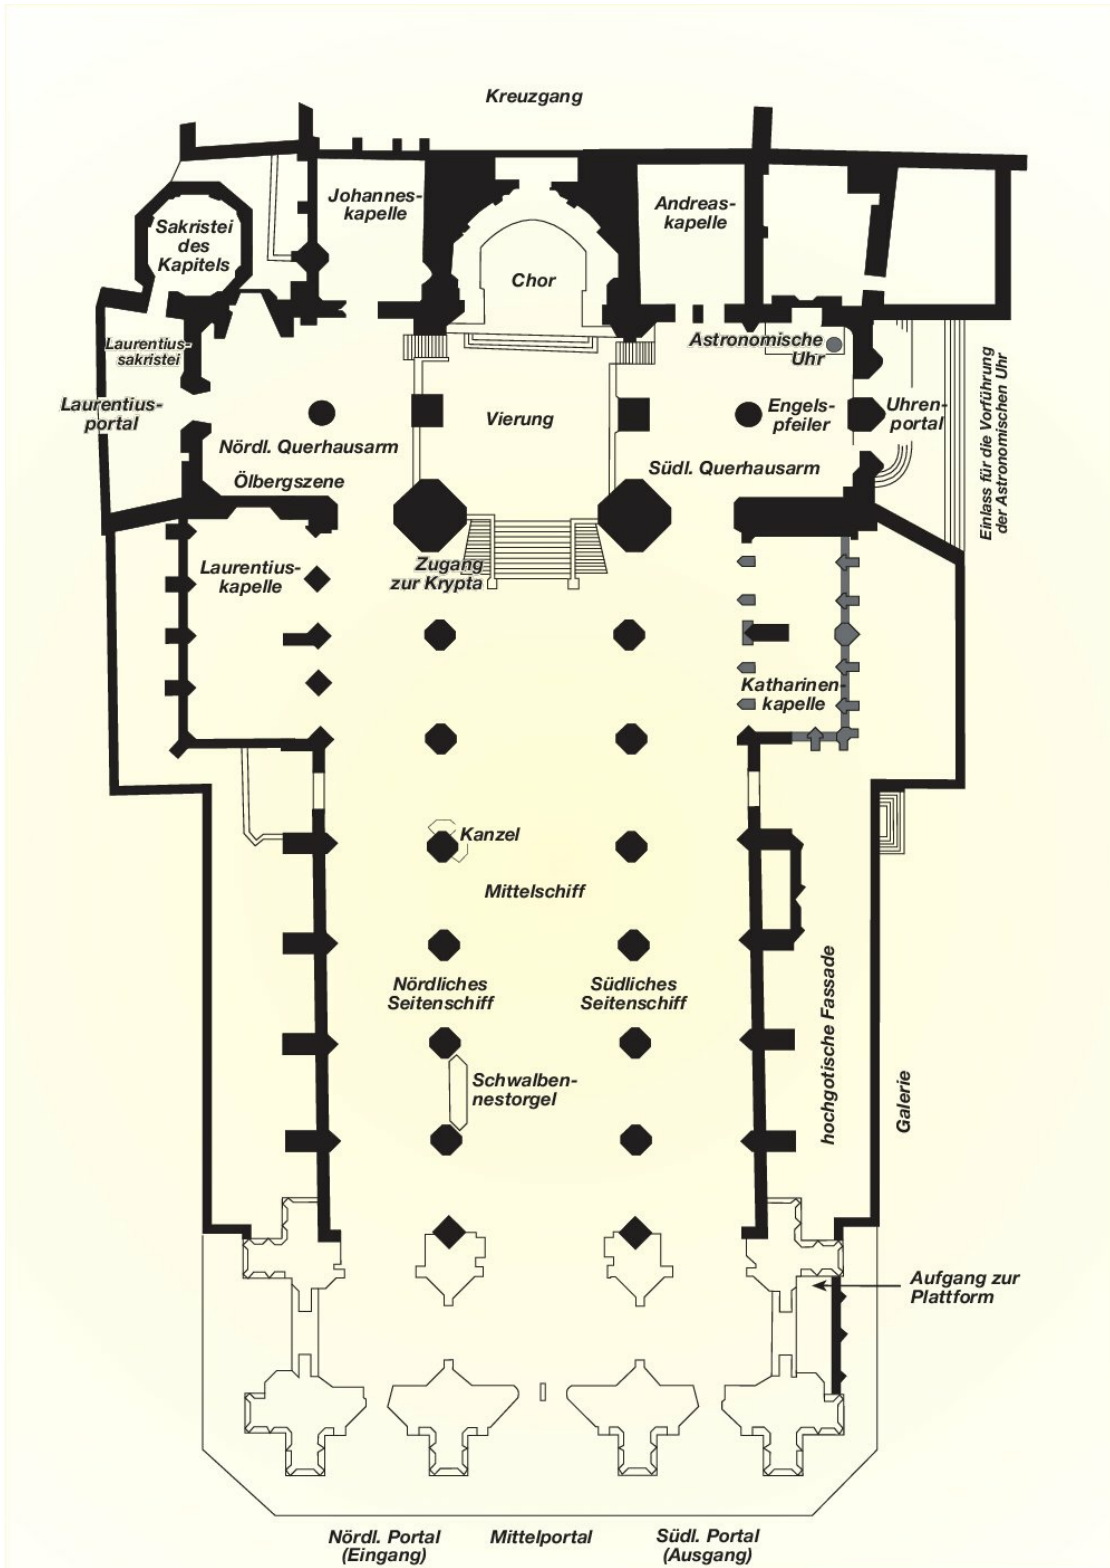 Kreuzgang
Johannes-
kapelle
Andreas-
kapelle
Sakristei
des
Kapitels
Chor
Laurentius-
sakristei
Astronomische
Uhr
Laurentius-
portal
Vierung
Engels-
pfeiler
Uhren-
portal
Einlass für die Vorführung
der Astronomischen Uhr
Nördl. Querhausarm
Südl. Querhausarm
Ölbergszene
Laurentius-
kapelle
Zugang
zur Krypta
Katharinen-
kapelle
Kanzel
Mittelschiff
Nördliches
Seitenschiff
Südliches
Seitenschiff
hochgotische Fassade
Galerie
Schwalben-
nestorgel
Aufgang zur
Plattform
Nördl. Portal
(Eingang)
Mittelportal
Südl. Portal
(Ausgang)